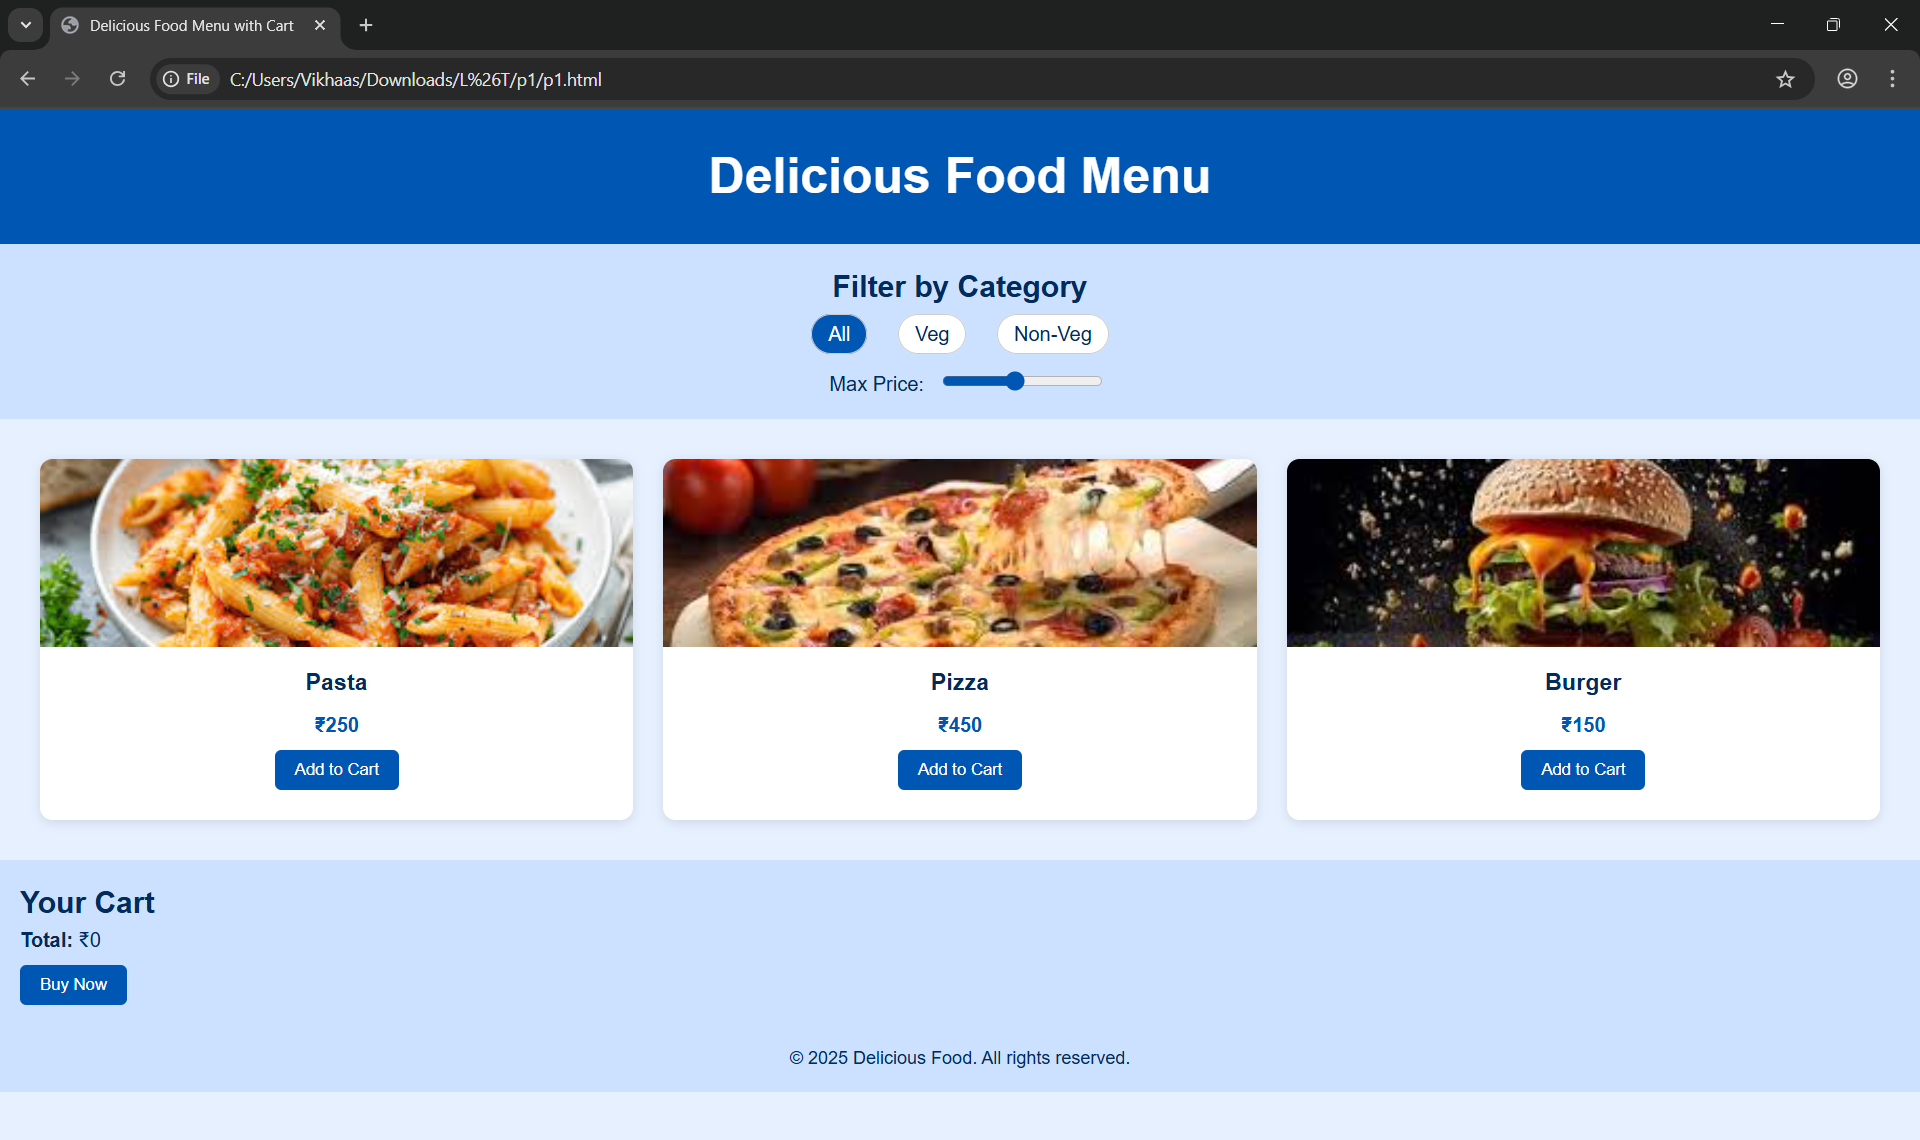 Delicious Food Menu with Cart
File C:/Users/Vikhaas/Downloads/L%26T/p1/p1.html
Delicious Food Menu
Filter by Category
All Veg Non-Veg
Max Price:
Pasta
₹250
Add to Cart
Pizza
₹450
Add to Cart
Burger
₹150
Add to Cart
Your Cart
Total: ₹0
Buy Now
© 2025 Delicious Food. All rights reserved.